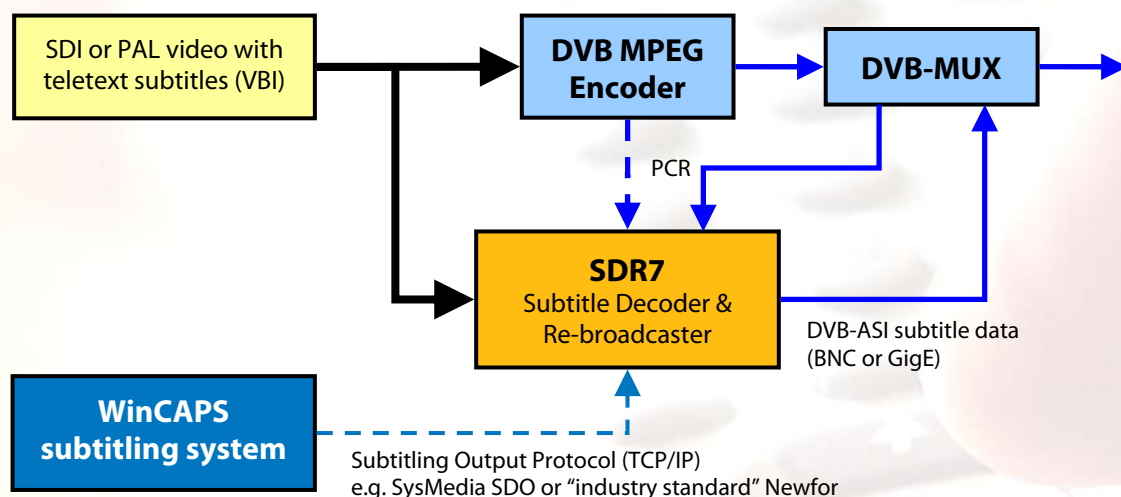 SDI or PAL video with
teletext subtitles (VBI)
DVB MPEG
Encoder
DVB-MUX
PCR
SDR7
Subtitle Decoder &
Re-broadcaster
DVB-ASI subtitle data
(BNC or GigE)
WinCAPS
subtitling system
Subtitling Output Protocol (TCP/IP)
e.g. SysMedia SDO or “industry standard” Newfor